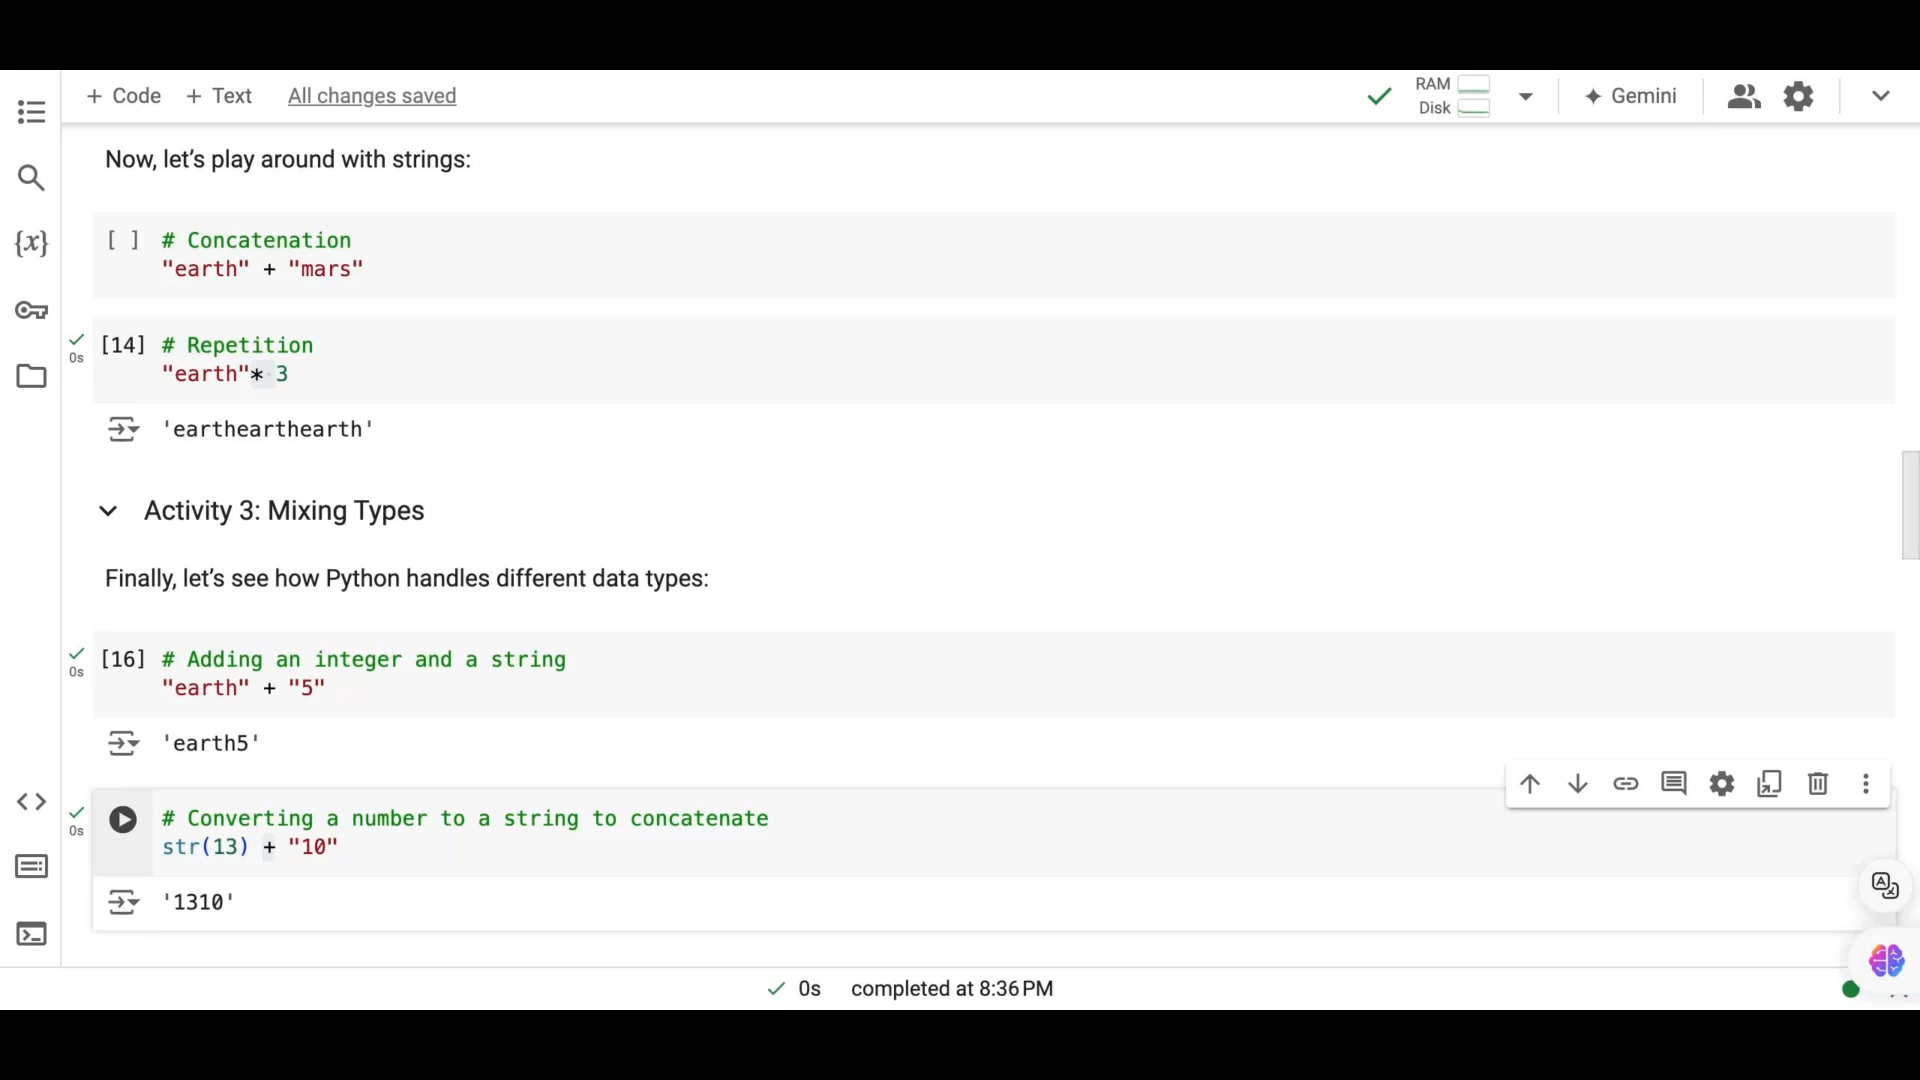 + Code + Text All changes saved
RAM
Disk
Gemini
Now, let’s play around with strings:
[ ] # Concatenation
"earth" + "mars"
0s
[14] # Repetition
"earth"* 3
'earthearthearth'
Activity 3: Mixing Types
Finally, let’s see how Python handles different data types:
0s
[16] # Adding an integer and a string
"earth" + "5"
'earth5'
0s
# Converting a number to a string to concatenate
str(13) + "10"
'1310'
0s completed at 8:36 PM